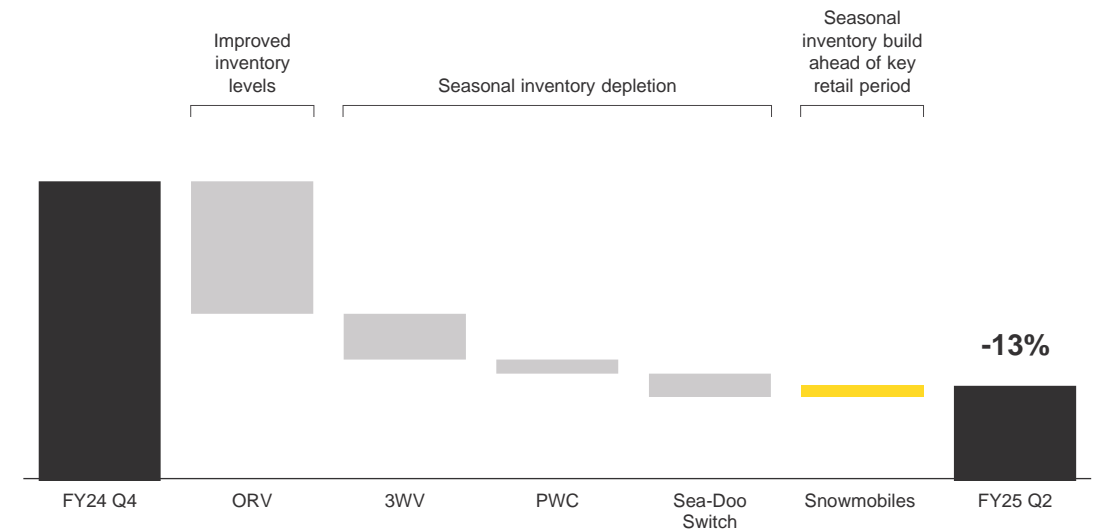 Improved
inventory
levels
Seasonal inventory depletion
Seasonal
inventory build
ahead of key
retail period
-13%
FY24 Q4
ORV
3WV
PWC
Sea-Doo
Switch
Snowmobiles
FY25 Q2